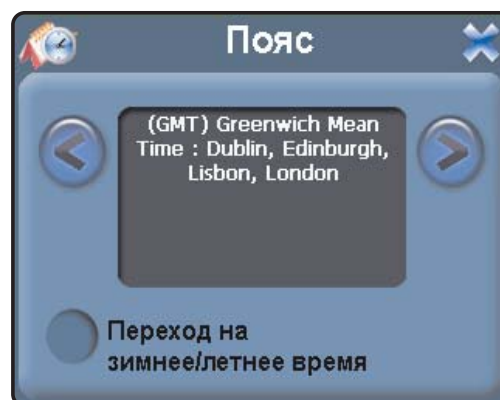 Пояс
(GMT) Greenwich Mean
Time : Dublin, Edinburgh,
Lisbon, London
Переход на
зимнее/летнее время